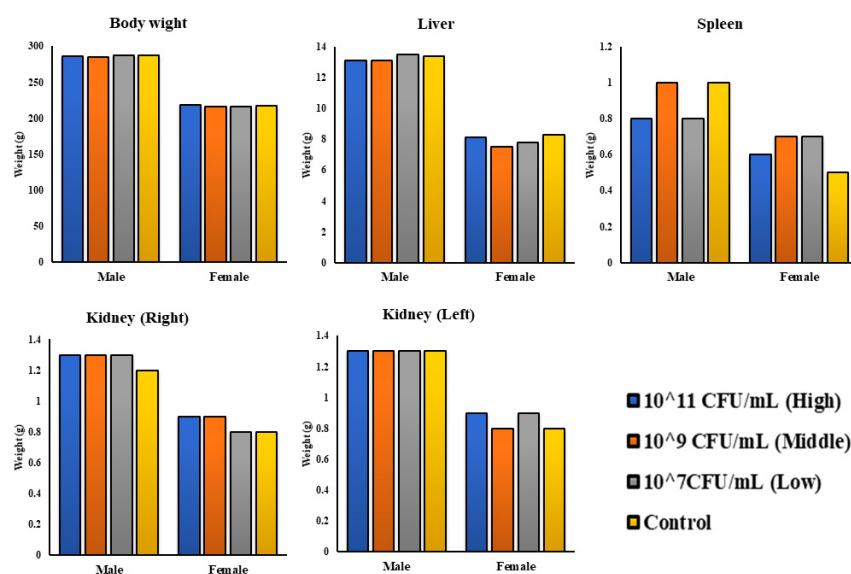 Body wight
300
250
200
150
100
50
0
Weight (g)
Male
Female
Liver
14
12
10
8
6
4
2
0
Weight (g)
Male
Female
Spleen
1.2
1
0.8
0.6
0.4
0.2
0
Weight (g)
Male
Female
Kidney (Right)
1.4
1.2
1
0.8
0.6
0.4
0.2
0
Weight (g)
Male
Female
Kidney (Left)
1.4
1.2
1
0.8
0.6
0.4
0.2
0
Weight (g)
Male
Female
10^11 CFU/mL (High)
10^9 CFU/mL (Middle)
10^7CFU/mL (Low)
Control